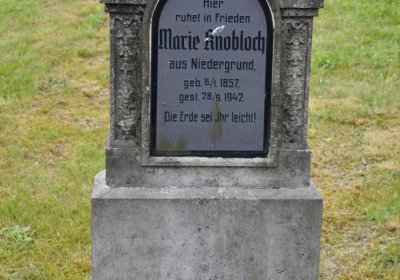 Hier
ruhet in Frieden
Marie Knobloch
aus Niedergrund,
geb. 6/1. 1857,
gest. 28/9. 1942.
Die Erde sei Ihr leicht!